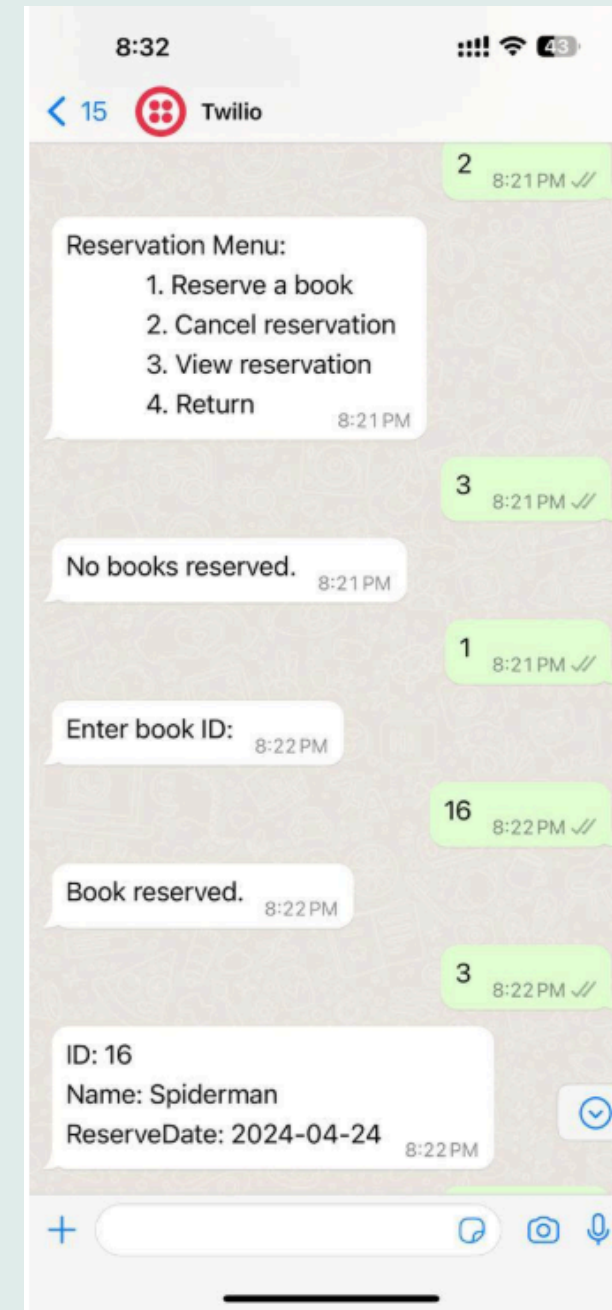 8:32
43
15
Twilio
2
8:21 PM
Reservation Menu:
1. Reserve a book
2. Cancel reservation
3. View reservation
4. Return
8:21 PM
3
8:21 PM
No books reserved.
8:21 PM
1
8:21 PM
Enter book ID:
8:22 PM
16
8:22 PM
Book reserved.
8:22 PM
3
8:22 PM
ID: 16
Name: Spiderman
ReserveDate: 2024-04-24
8:22 PM